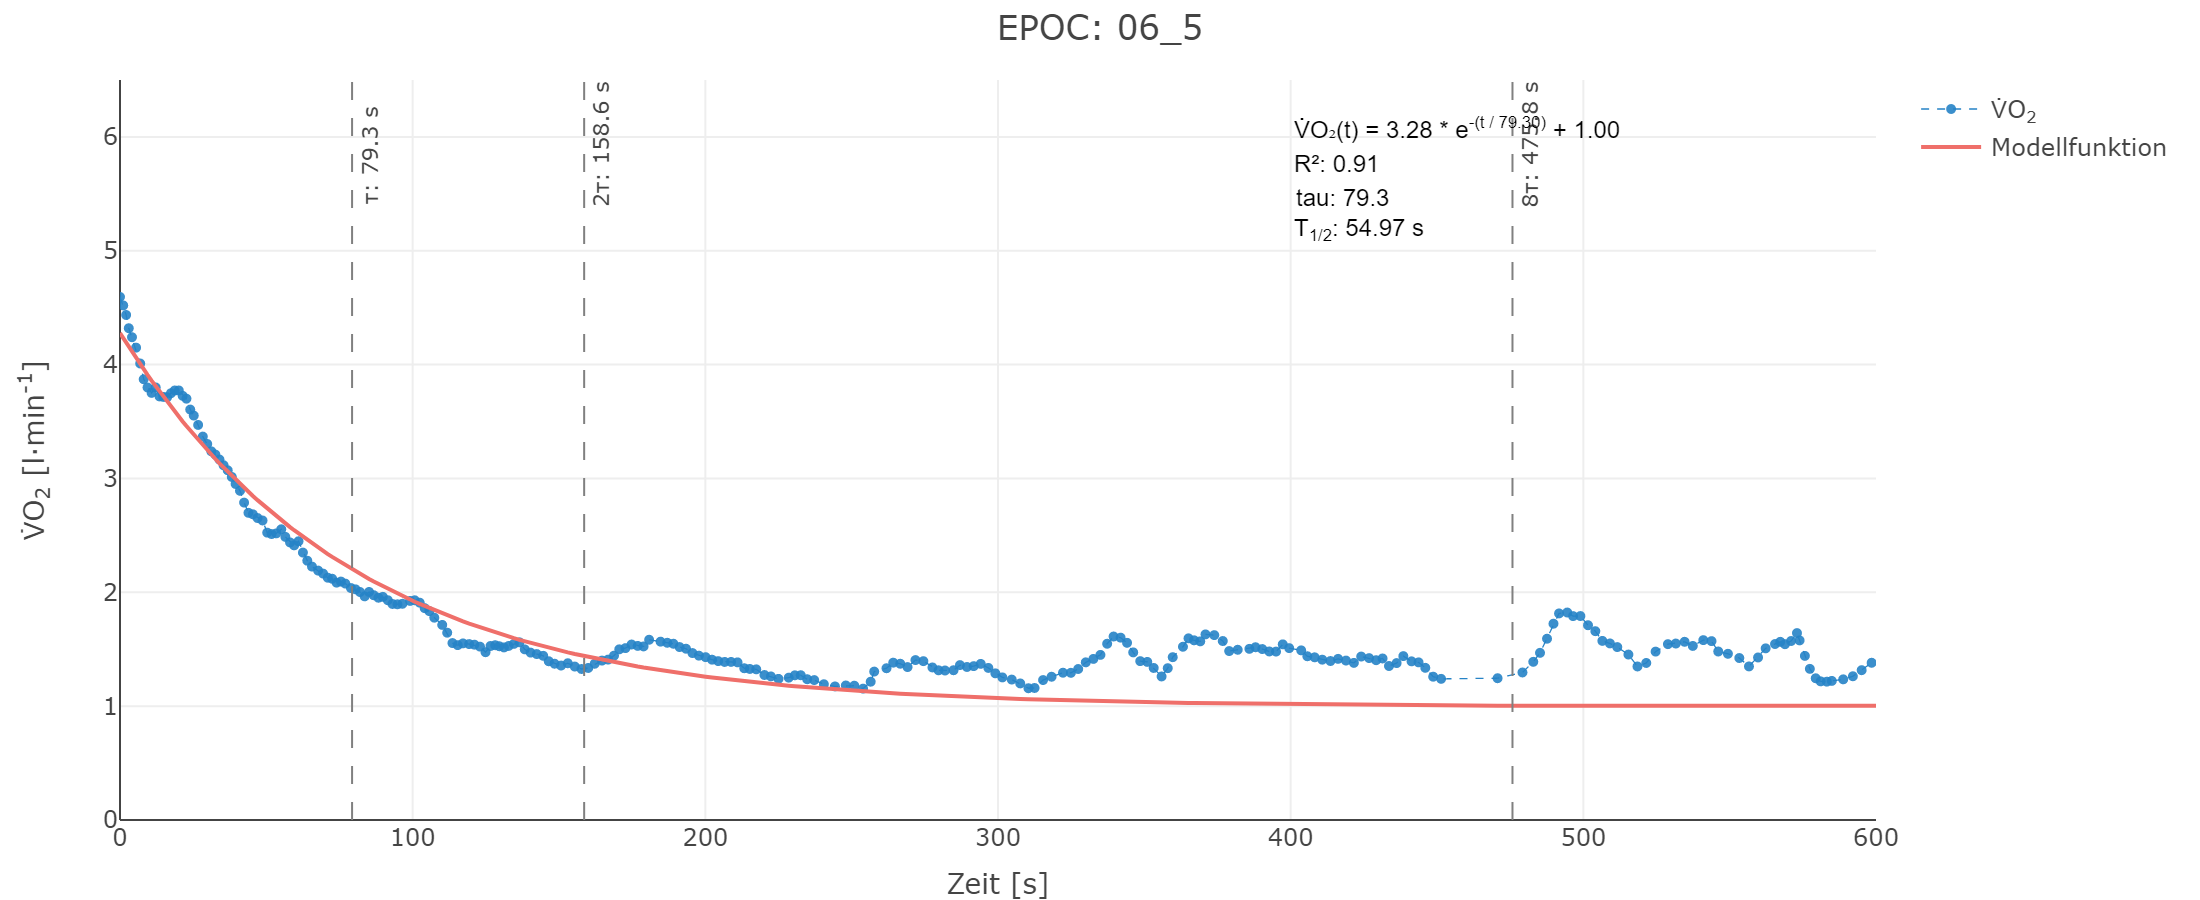 EPOC: 06_5
V̇O₂
Modellfunktion
V̇O₂(t) = 3.28 * e^-(t / 79.30) + 1.00
R²: 0.91
tau: 79.3
T1/2: 54.97 s
τ: 79.3 s
2τ: 158.6 s
8τ: 475.8 s
V̇O₂ [l·min⁻¹]
6
5
4
3
2
1
0
0 100 200 300 400 500 600
Zeit [s]